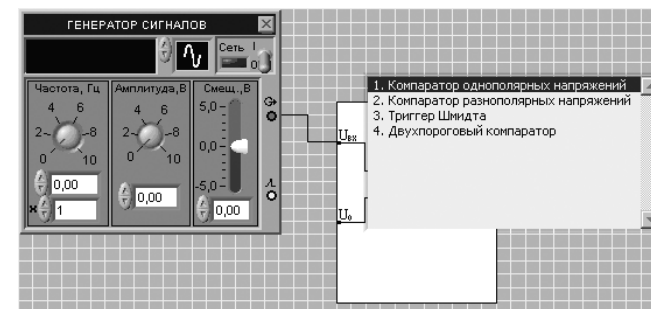 ГЕНЕРАТОР СИГНАЛОВ
Сеть I
0
Частота, Гц
4 6
2 8
0 10
0,00
× 1
Амплитуда,В
4 6
2 8
0 10
0,00
Смещ.,В
5,0
0,0
-5,0
0,00
Uвх
U0
1. Компаратор однополярных напряжений
2. Компаратор разнополярных напряжений
3. Триггер Шмидта
4. Двухпороговый компаратор